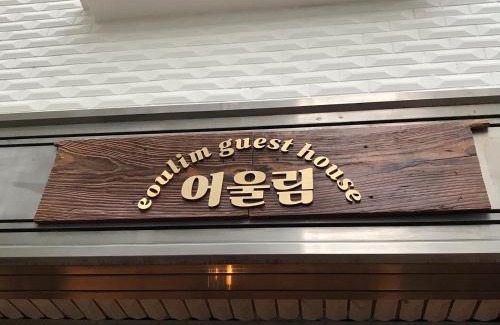 eoulim guest house
어울림